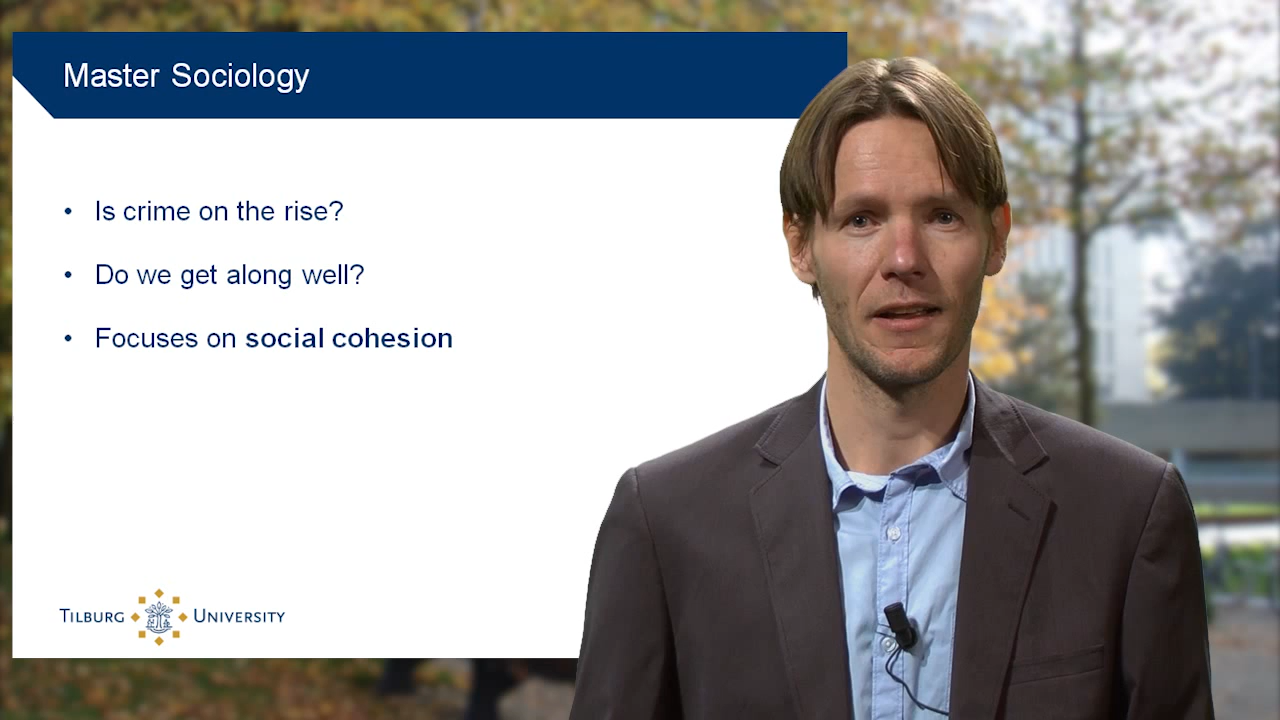 Master Sociology
• Is crime on the rise?
• Do we get along well?
• Focuses on social cohesion
TILBURG UNIVERSITY